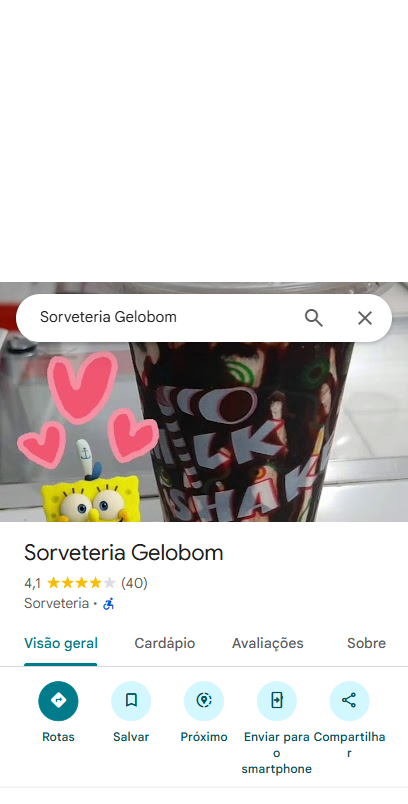 Sorveteria Gelobom
MILK
SHAK
Sorveteria Gelobom
4,1 (40)
Sorveteria ·
Visão geral Cardápio Avaliações Sobre
Rotas Salvar Próximo Enviar para o smartphone Compartilhar